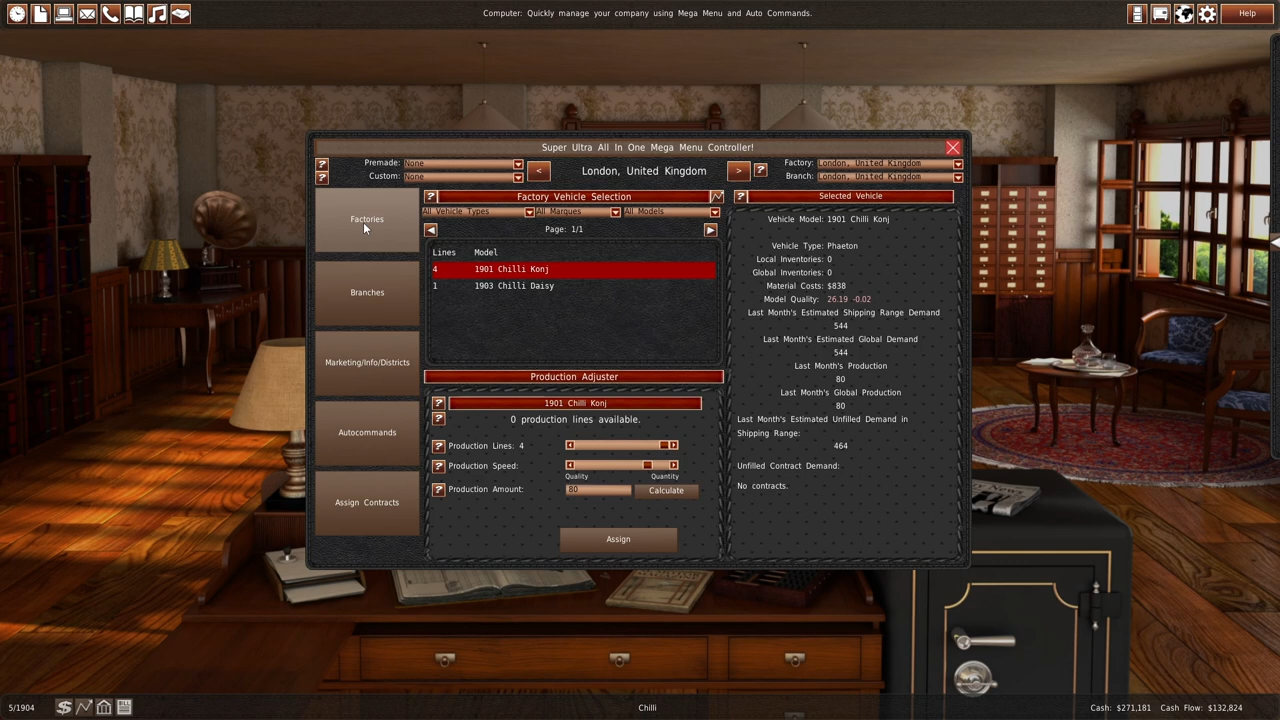 Computer: Quickly manage your company using Mega Menu and Auto Commands.
Help
Super Ultra All In One Mega Menu Controller!
? Premade: None
? Custom: None
<
London, United Kingdom
>
?
Factory: London, United Kingdom
Branch: London, United Kingdom
Factories
Branches
Marketing/Info/Districts
Autocommands
Assign Contracts
? Factory Vehicle Selection
All Vehicle Types
All Marques
All Models
Page: 1/1
Lines Model
4 1901 Chilli Konj
1 1903 Chilli Daisy
Production Adjuster
? 1901 Chilli Konj
? 0 production lines available.
? Production Lines: 4
? Production Speed:
Quality Quantity
? Production Amount: 80 Calculate
Assign
? Selected Vehicle
Vehicle Model: 1901 Chilli Konj
Vehicle Type: Phaeton
Local Inventories: 0
Global Inventories: 0
Material Costs: $838
Model Quality: 26.19 -0.02
Last Month's Estimated Shipping Range Demand
544
Last Month's Estimated Global Demand
544
Last Month's Production
80
Last Month's Global Production
80
Last Month's Estimated Unfilled Demand in
Shipping Range:
464
Unfilled Contract Demand:
No contracts.
5/1904
Chilli
Cash: $271,181 Cash Flow: $132,824